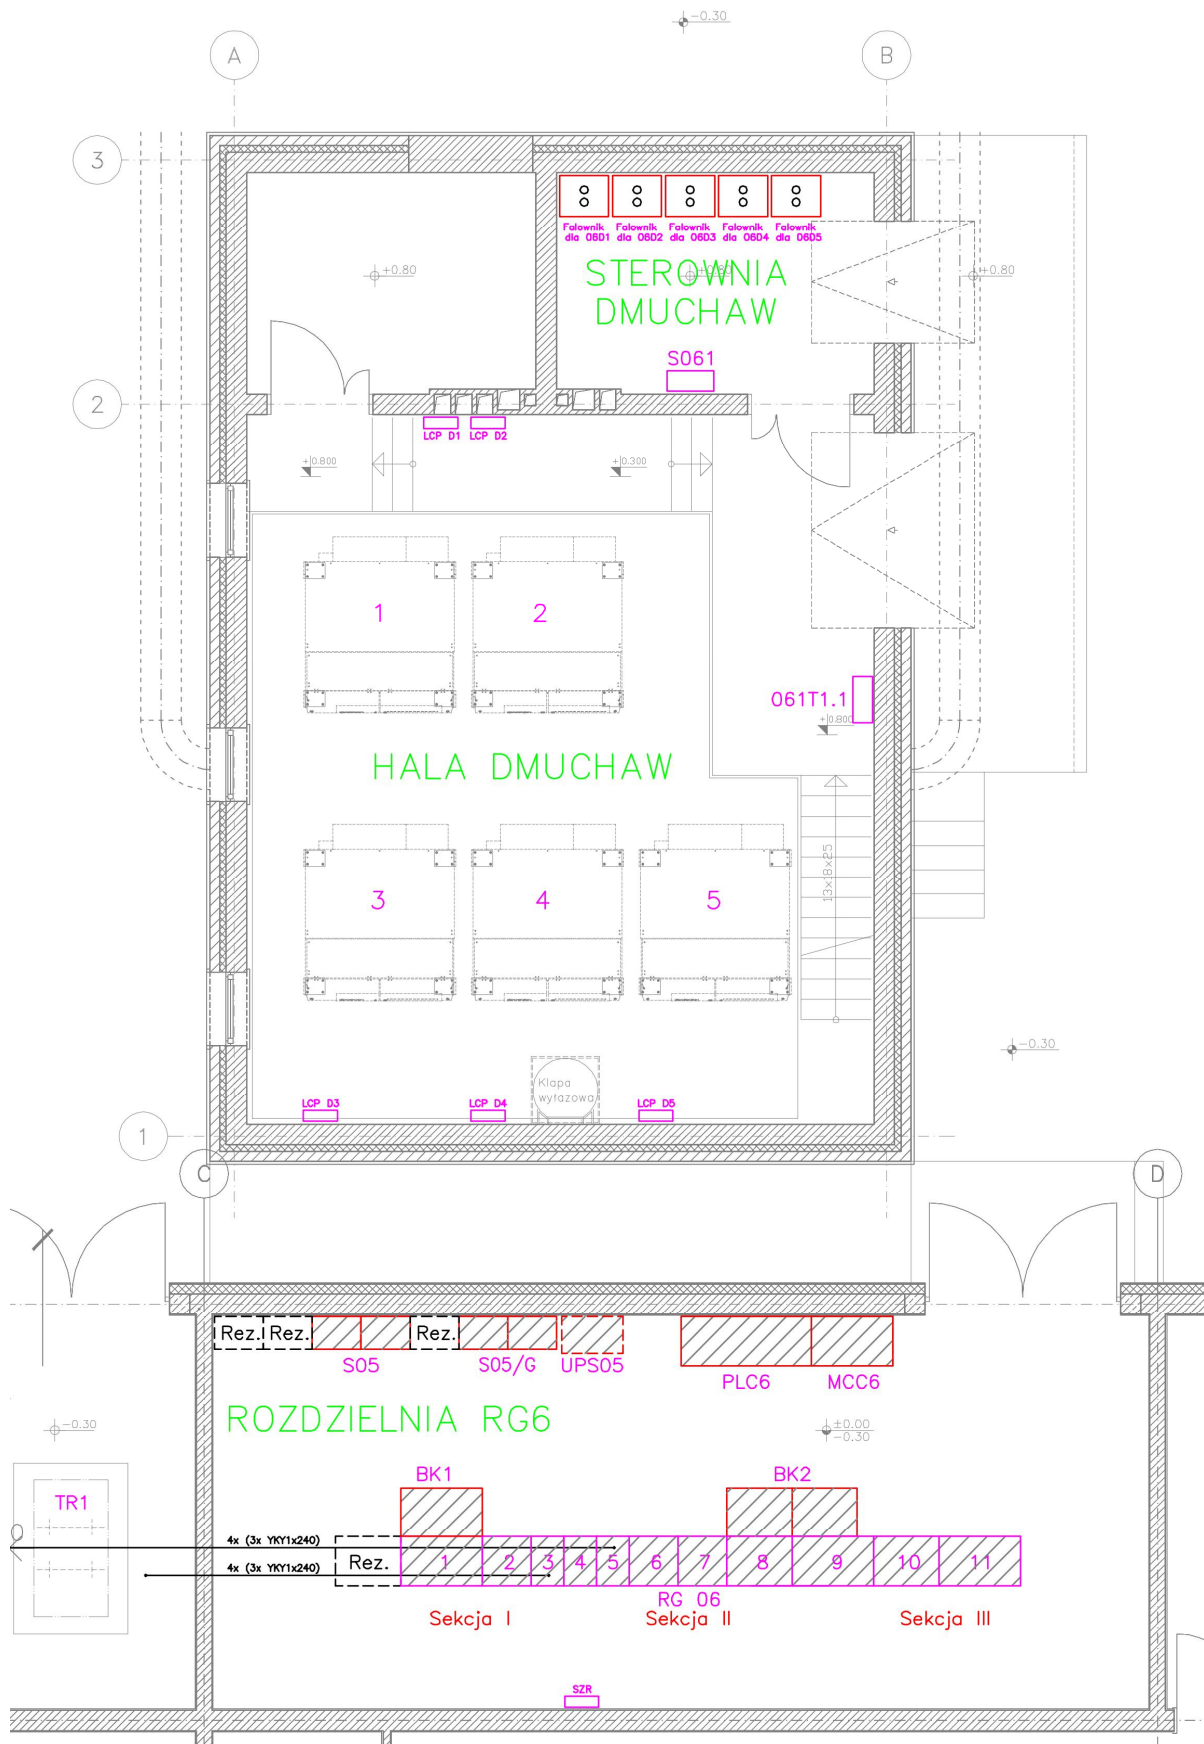 -0.30
A
B
3
Falownik
dla 06D1
Falownik
dla 06D2
Falownik
dla 06D3
Falownik
dla 06D4
Falownik
dla 06D5
+0.80
+0.80
+0.80
STEROWNIA
DMUCHAW
S061
2
LCP D1
LCP D2
+0.800
+0.300
1
2
061T1.1
+0.800
HALA DMUCHAW
13x18x25
3
4
5
-0.30
Klapa
wyłazowa
LCP D3
LCP D4
LCP D5
1
C
D
Rez.
Rez.
Rez.
S05
S05/G
UPS05
PLC6
MCC6
ROZDZIELNIA RG6
-0.30
±0.00
-0.30
BK1
BK2
TR1
4x (3x YKY1x240)
4x (3x YKY1x240)
Rez.
1
2
3
4
5
6
7
8
9
10
11
RG 06
Sekcja I
Sekcja II
Sekcja III
SZR